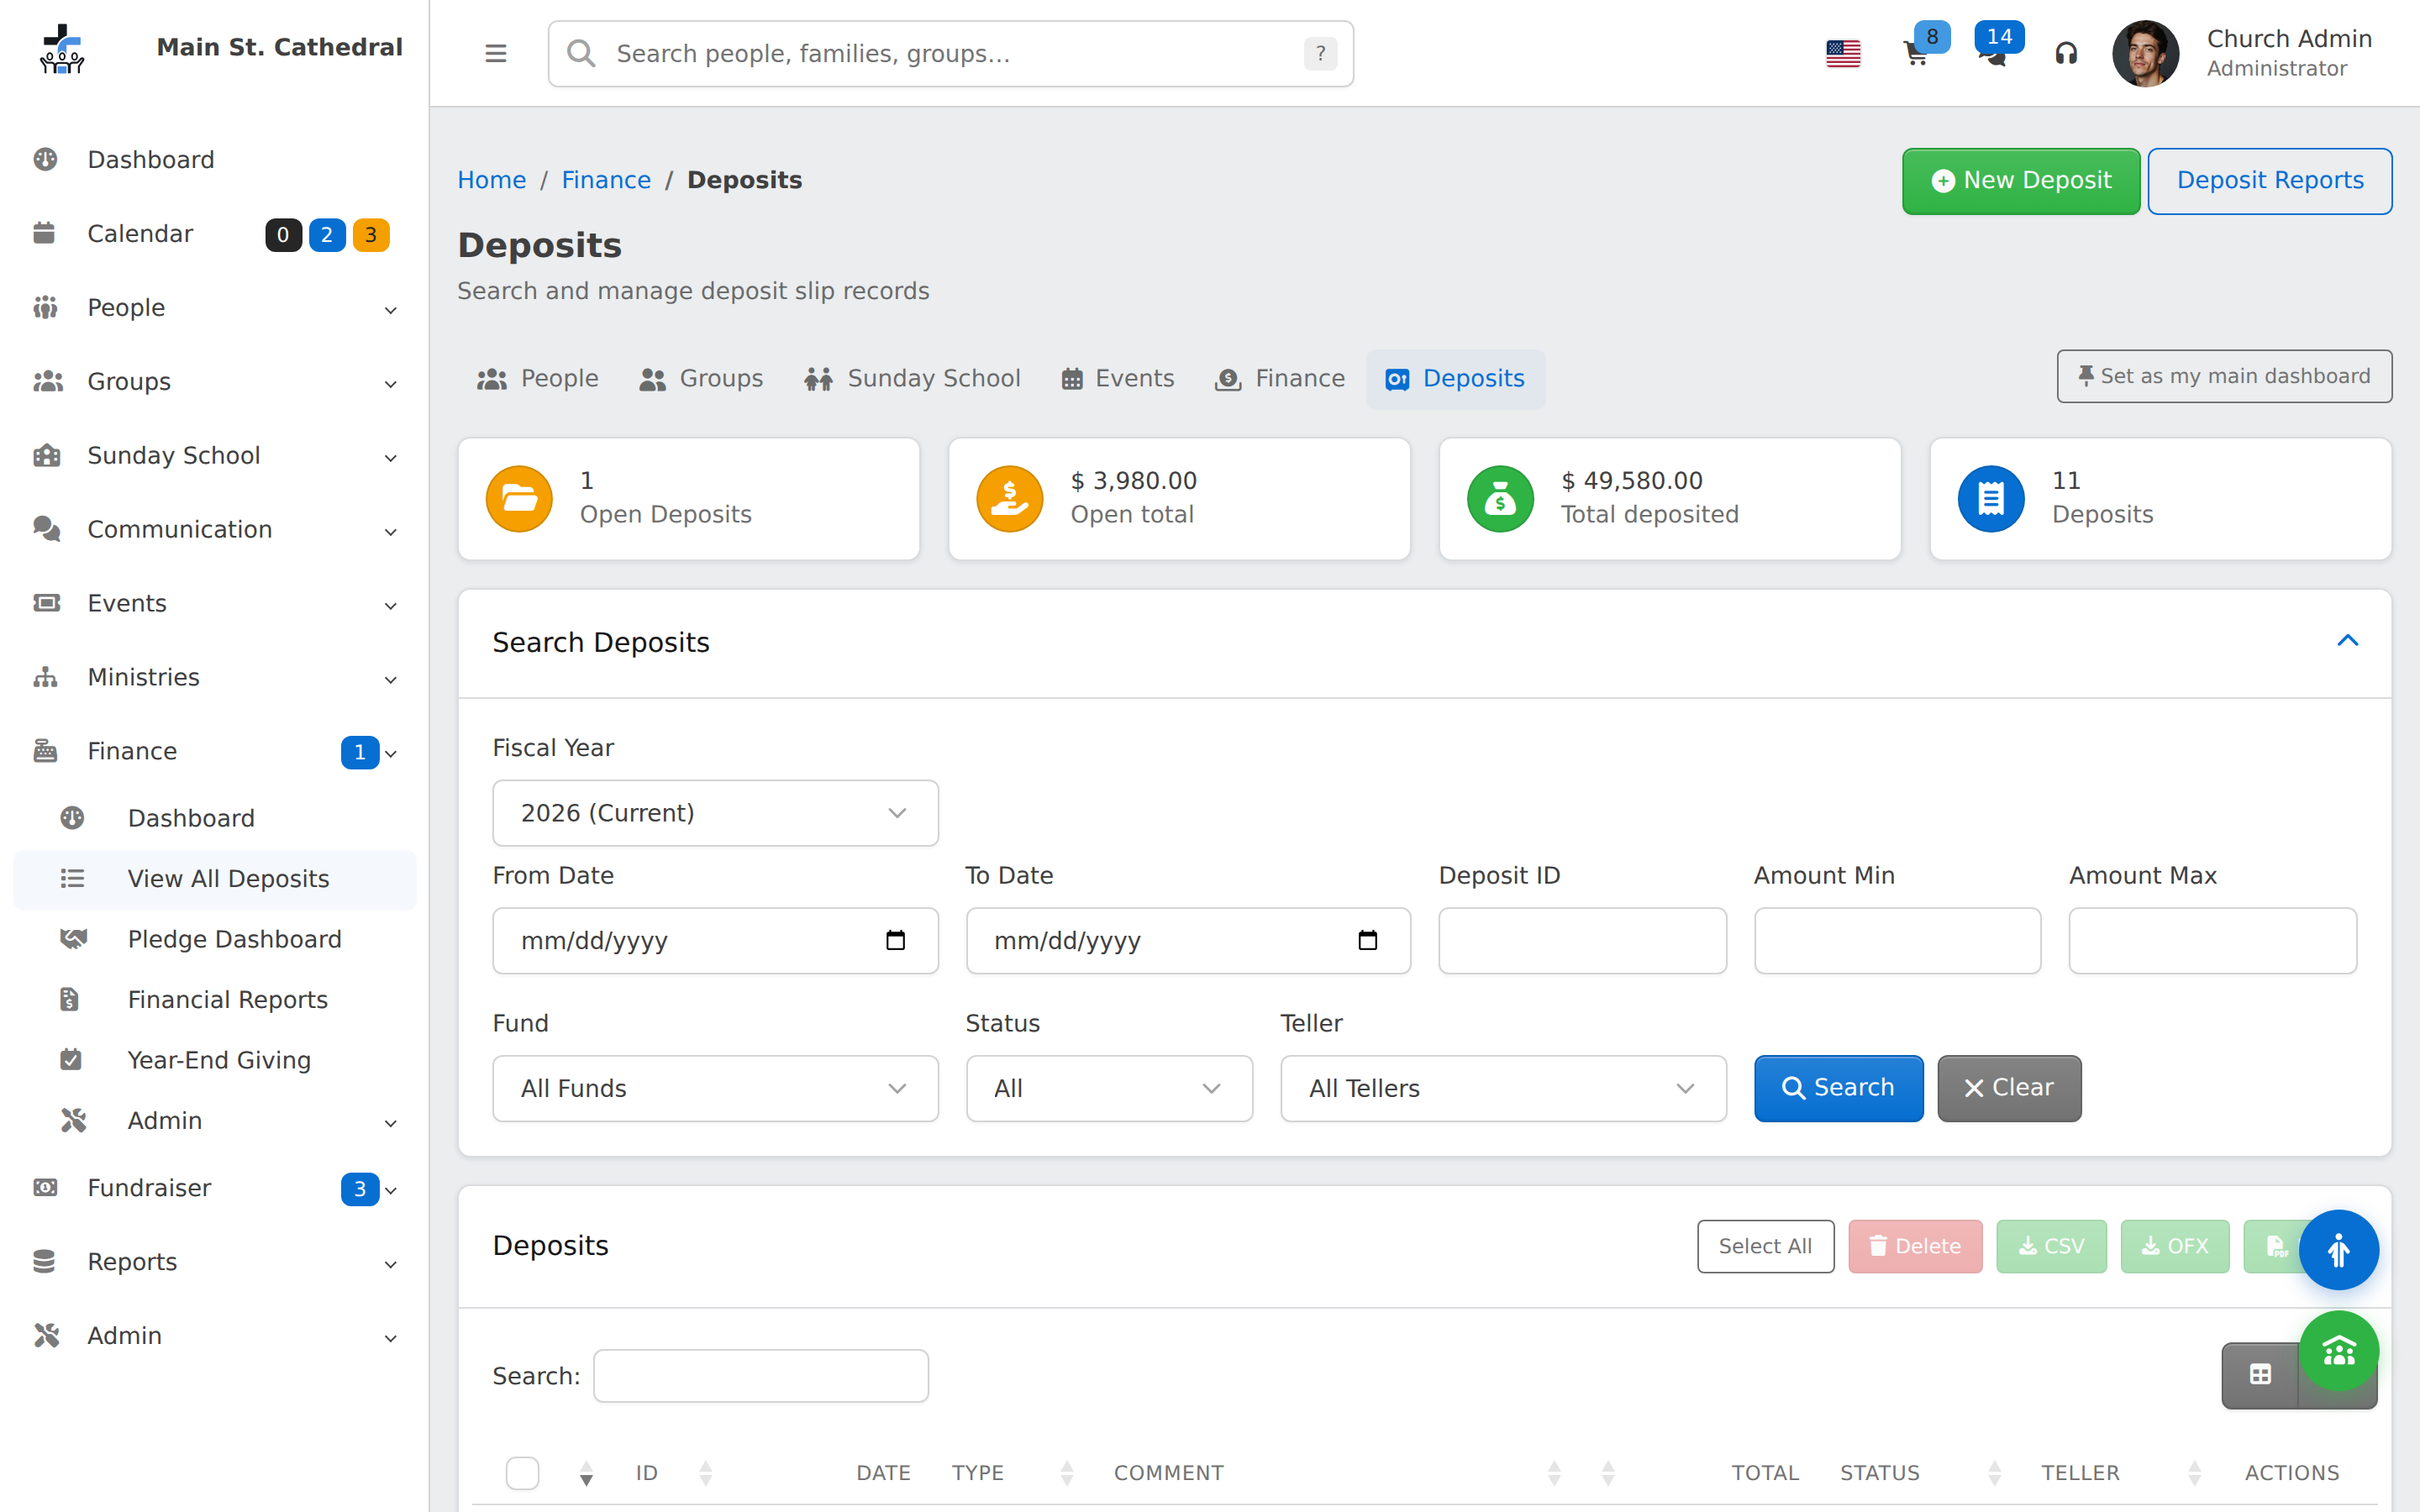 Main St. Cathedral
Search people, families, groups...
?
8
14
Church Admin
Administrator
Dashboard
Calendar
0
2
3
People
Groups
Sunday School
Communication
Events
Ministries
Finance
1
Dashboard
View All Deposits
Pledge Dashboard
Financial Reports
Year-End Giving
Admin
Fundraiser
3
Reports
Admin
Home / Finance / Deposits
New Deposit
Deposit Reports
Deposits
Search and manage deposit slip records
People
Groups
Sunday School
Events
Finance
Deposits
Set as my main dashboard
1
Open Deposits
$ 3,980.00
Open total
$ 49,580.00
Total deposited
11
Deposits
Search Deposits
Fiscal Year
2026 (Current)
From Date
To Date
Deposit ID
Amount Min
Amount Max
mm/dd/yyyy
mm/dd/yyyy
Fund
Status
Teller
All Funds
All
All Tellers
Search
Clear
Deposits
Select All
Delete
CSV
OFX
PDF
Search:
ID
DATE
TYPE
COMMENT
TOTAL
STATUS
TELLER
ACTIONS